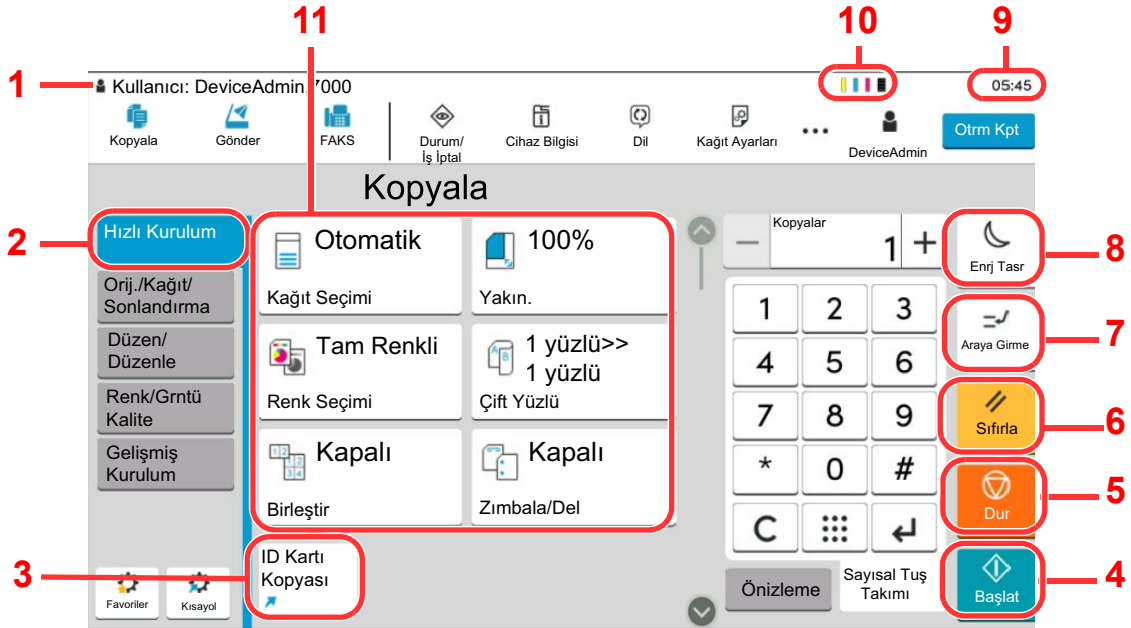 11
10
9
1
Kullanıcı: DeviceAdmin,7000
05:45
Kopyala
Gönder
FAKS
Durum/
İş İptal
Cihaz Bilgisi
Dil
Kağıt Ayarları
DeviceAdmin
Otrm Kpt
Kopyala
2
Hızlı Kurulum
Orij./Kağıt/
Sonlandırma
Düzen/
Düzenle
Renk/Grntü
Kalite
Gelişmiş
Kurulum
Favoriler
Kısayol
Otomatik
Kağıt Seçimi
100%
Yakın.
Tam Renkli
Renk Seçimi
1 yüzlü>>
1 yüzlü
Çift Yüzlü
Kapalı
Birleştir
Kapalı
Zımbala/Del
3
ID Kartı
Kopyası
Kopyalar
− 1 +
1 2 3
4 5 6
7 8 9
* 0 #
C
Önizleme
Sayısal Tuş
Takımı
Enrj Tasr
8
Araya Girme
7
Sıfırla
6
Dur
5
Başlat
4